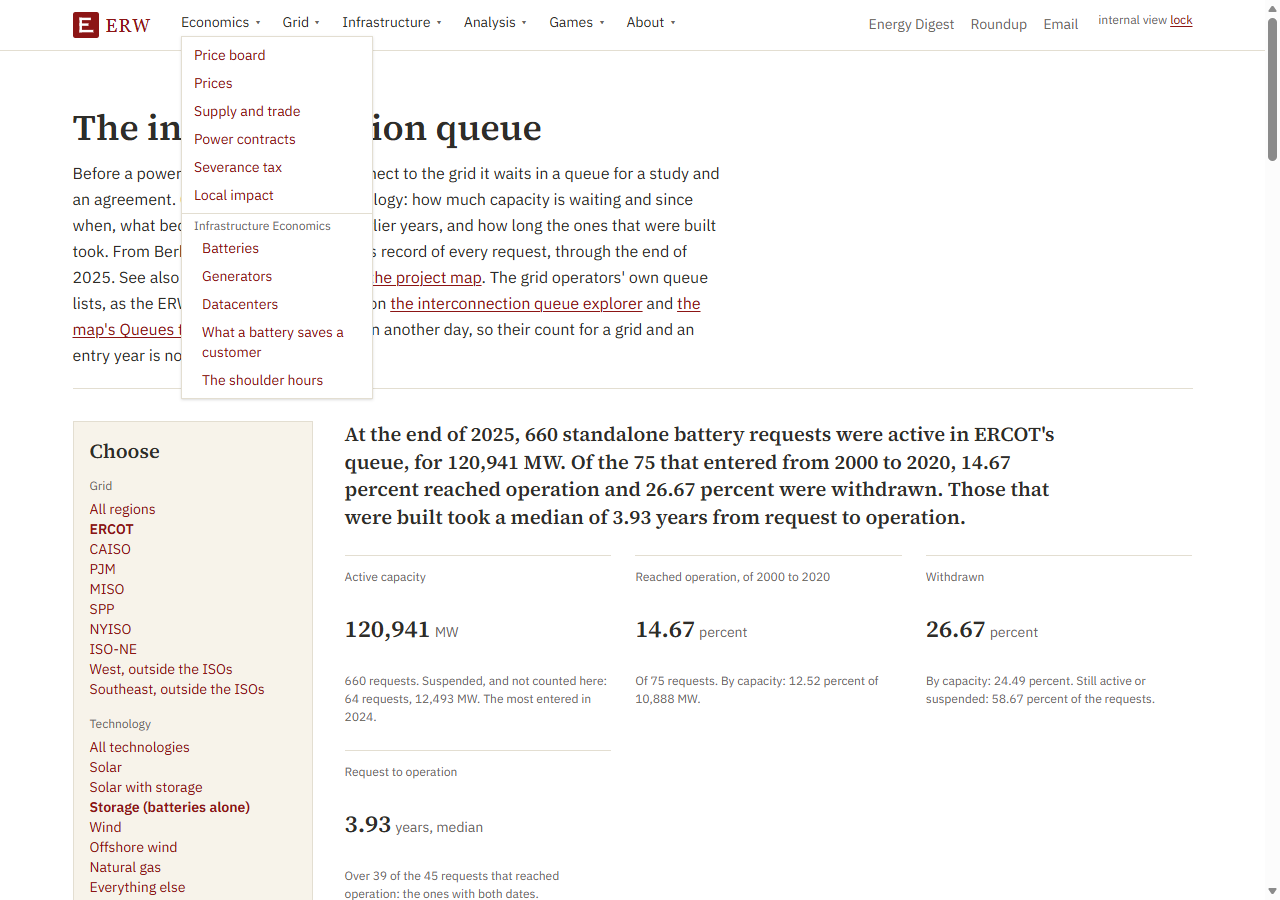 E ERW Economics Grid Infrastructure Analysis Games About Energy Digest Roundup Email internal view lock
Price board
Prices
Supply and trade
Power contracts
Severance tax
Local impact
Infrastructure Economics
Batteries
Generators
Datacenters
What a battery saves a
customer
The shoulder hours
The in ion queue
Before a power nect to the grid it waits in a queue for a study and
an agreement. logy: how much capacity is waiting and since
when, what bec lier years, and how long the ones that were built
took. From Ber s record of every request, through the end of
2025. See also the project map. The grid operators' own queue
lists, as the ERW on the interconnection queue explorer and the
map's Queues t n another day, so their count for a grid and an
entry year is no
Choose
Grid
All regions
ERCOT
CAISO
PJM
MISO
SPP
NYISO
ISO-NE
West, outside the ISOs
Southeast, outside the ISOs
Technology
All technologies
Solar
Solar with storage
Storage (batteries alone)
Wind
Offshore wind
Natural gas
Everything else
At the end of 2025, 660 standalone battery requests were active in ERCOT's
queue, for 120,941 MW. Of the 75 that entered from 2000 to 2020, 14.67
percent reached operation and 26.67 percent were withdrawn. Those that
were built took a median of 3.93 years from request to operation.
Active capacity
120,941 MW
660 requests. Suspended, and not counted here:
64 requests, 12,493 MW. The most entered in
2024.
Reached operation, of 2000 to 2020
14.67 percent
Of 75 requests. By capacity: 12.52 percent of
10,888 MW.
Withdrawn
26.67 percent
By capacity: 24.49 percent. Still active or
suspended: 58.67 percent of the requests.
Request to operation
3.93 years, median
Over 39 of the 45 requests that reached
operation: the ones with both dates.